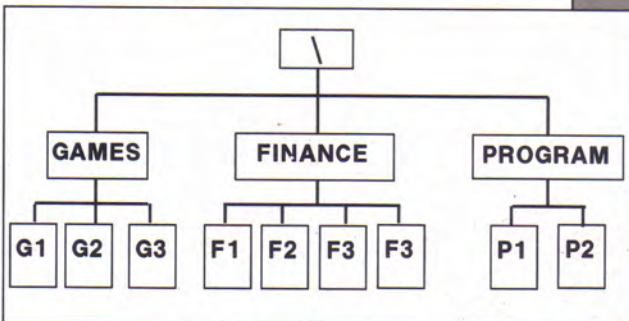 \
GAMES FINANCE PROGRAM
G1 G2 G3 F1 F2 F3 F3 P1 P2